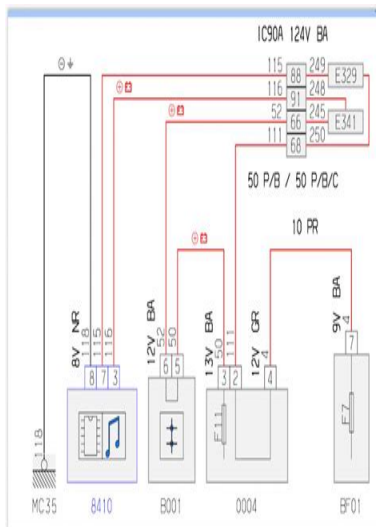 IC90A 124V BA
115 88 249 E329
116 91 248
52 66 245 E341
111 68 250
50 P/B / 50 P/B/C
10 PR
8V NR 118 115 116
12V BA 52 50
13V BA 50 111
12V GR 4
9V BA 4
8 7 3
6 5
3 2
4
7
118
F11
F7
MC35 8410 B001 0004 BF01